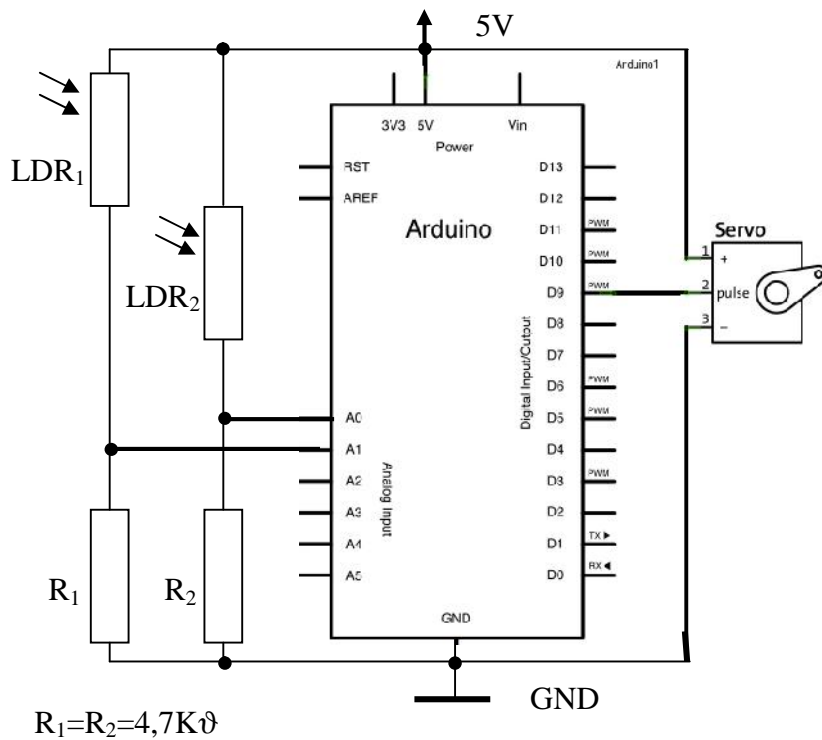 5V
Arduino1
3V3 5V Vin
Power
LDR₁
RST D13
AREF D12
Arduino
D11 PWM
Servo
D10 PWM
1 +
LDR₂
D9 PWM
2 pulse
D8
3 −
D7
Digital Input/Output
D6 PWM
A0 D5 PWM
A1 D4
A2 D3 PWM
Analog Input
A3 D2
A4 D1 TX ▶
A5 D0 RX ◀
R₁ R₂
GND
GND
R₁=R₂=4,7Kϑ